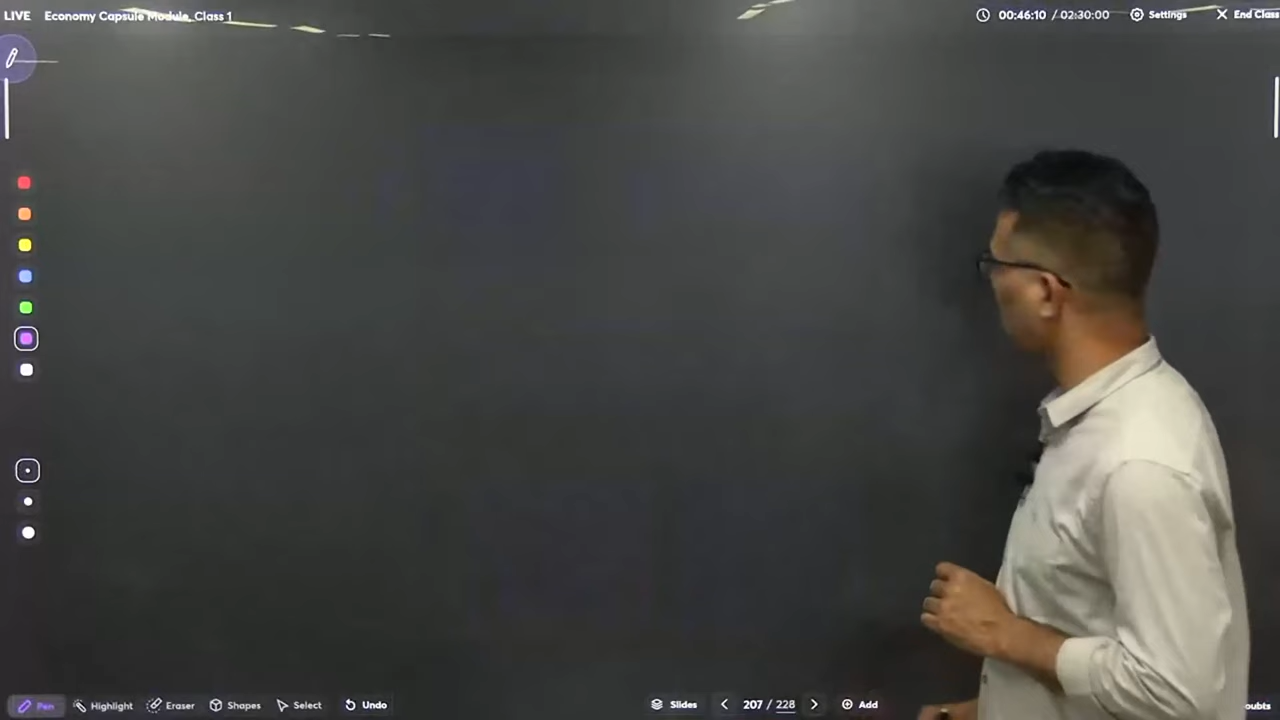 LIVE Economy Capsule Module, Class 1 00:46:10 / 02:30:00 Settings End Class
Pen Highlight Eraser Shapes Select Undo Slides 207 / 228 Add